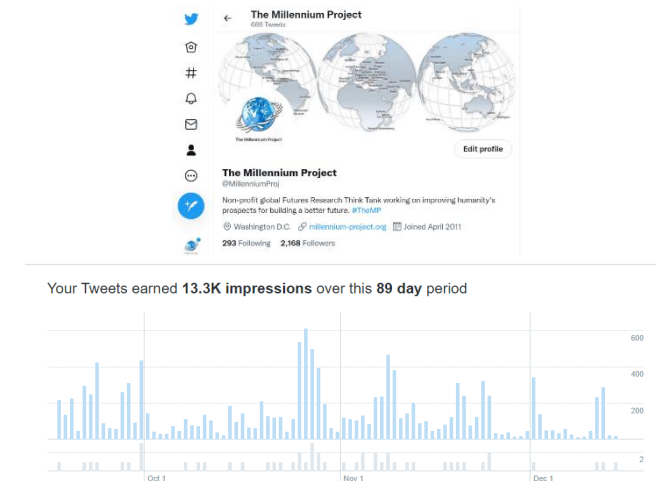 The Millennium Project
686 Tweets
The Millennium Project
Edit profile
The Millennium Project
@MillenniumProj
Non-profit global Futures Research Think Tank working on improving humanity's
prospects for building a better future. #TheMP
Washington D.C. millennium-project.org Joined April 2011
293 Following 2,168 Followers
Your Tweets earned 13.3K impressions over this 89 day period
600
400
200
2
Oct 1 Nov 1 Dec 1